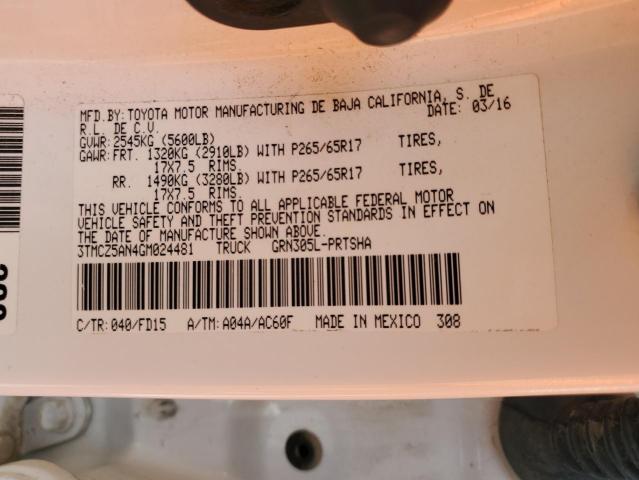 MFD.BY:TOYOTA MOTOR MANUFACTURING DE BAJA CALIFORNIA, S. DE
R.L. DE C.V. DATE: 03/16
GVWR:2545KG (5600LB)
GAWR:FRT. 1320KG (2910LB) WITH P265/65R17 TIRES,
17X7.5 RIMS.
RR. 1490KG (3280LB) WITH P265/65R17 TIRES,
17X7.5 RIMS.
THIS VEHICLE CONFORMS TO ALL APPLICABLE FEDERAL MOTOR
VEHICLE SAFETY AND THEFT PREVENTION STANDARDS IN EFFECT ON
THE DATE OF MANUFACTURE SHOWN ABOVE.
3TMCZ5AN4GM024481 TRUCK GRN305L-PRTSHA
C/TR:040/FD15 A/TM:A04A/AC60F MADE IN MEXICO 308